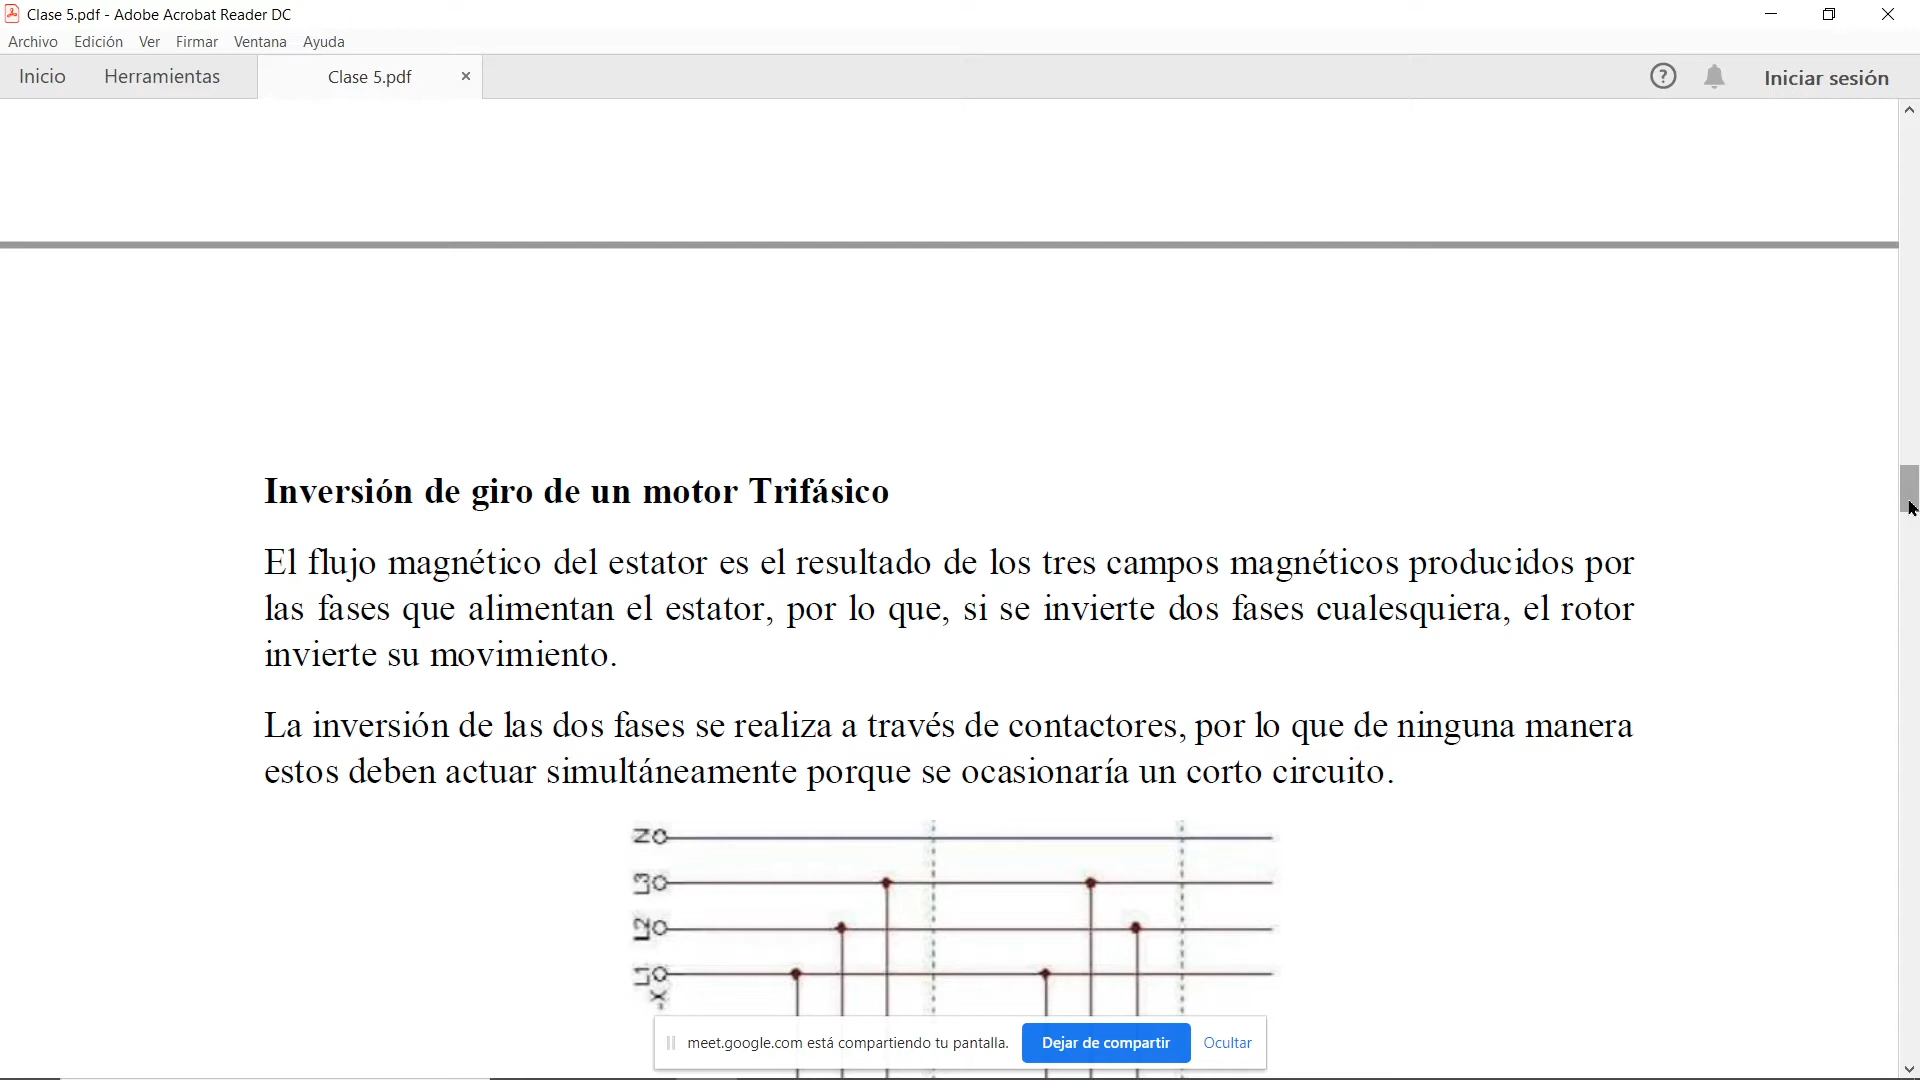 Clase 5.pdf - Adobe Acrobat Reader DC
Archivo Edición Ver Firmar Ventana Ayuda
Inicio Herramientas Clase 5.pdf × ? Iniciar sesión
Inversión de giro de un motor Trifásico
El flujo magnético del estator es el resultado de los tres campos magnéticos producidos por
las fases que alimentan el estator, por lo que, si se invierte dos fases cualesquiera, el rotor
invierte su movimiento.
La inversión de las dos fases se realiza a través de contactores, por lo que de ninguna manera
estos deben actuar simultáneamente porque se ocasionaría un corto circuito.
N
L3
L2
L1
-X
meet.google.com está compartiendo tu pantalla. Dejar de compartir Ocultar